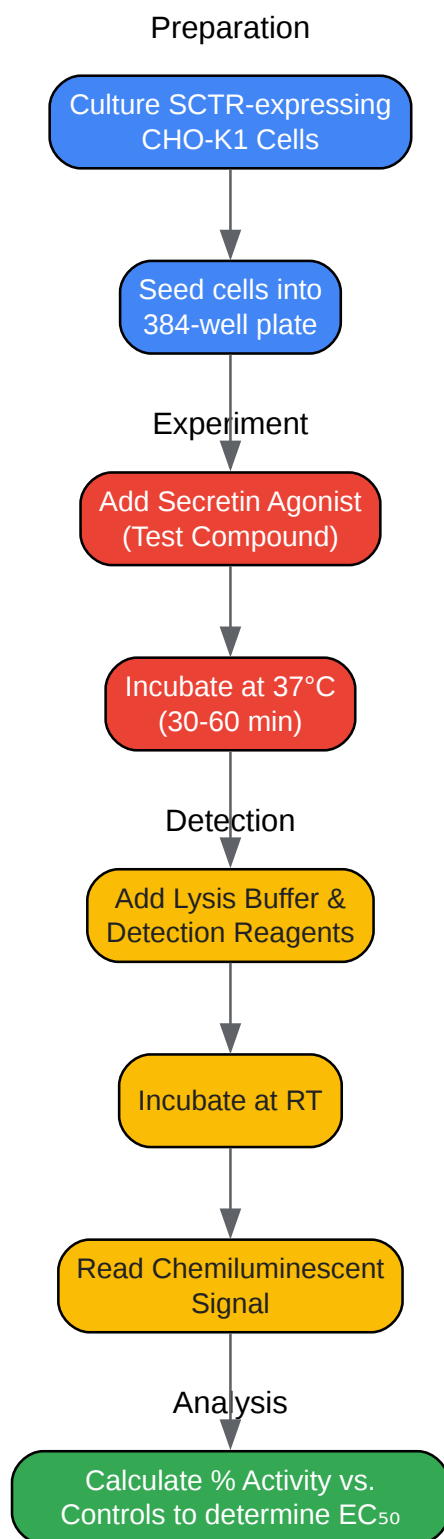 Preparation
Culture SCTR-expressing
CHO-K1 Cells
Seed cells into
384-well plate
Experiment
Add Secretin Agonist
(Test Compound)
Incubate at 37°C
(30-60 min)
Detection
Add Lysis Buffer &
Detection Reagents
Incubate at RT
Read Chemiluminescent
Signal
Analysis
Calculate % Activity vs.
Controls to determine EC₅₀